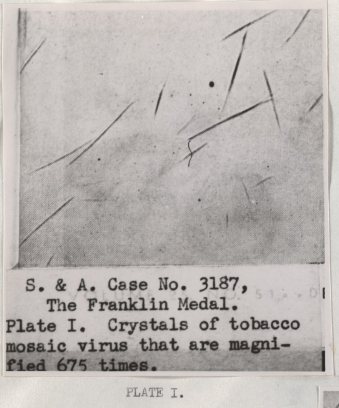 S. & A. Case No. 3187,
The Franklin Medal.
Plate I. Crystals of tobacco
mosaic virus that are magni-
fied 675 times.
PLATE I.